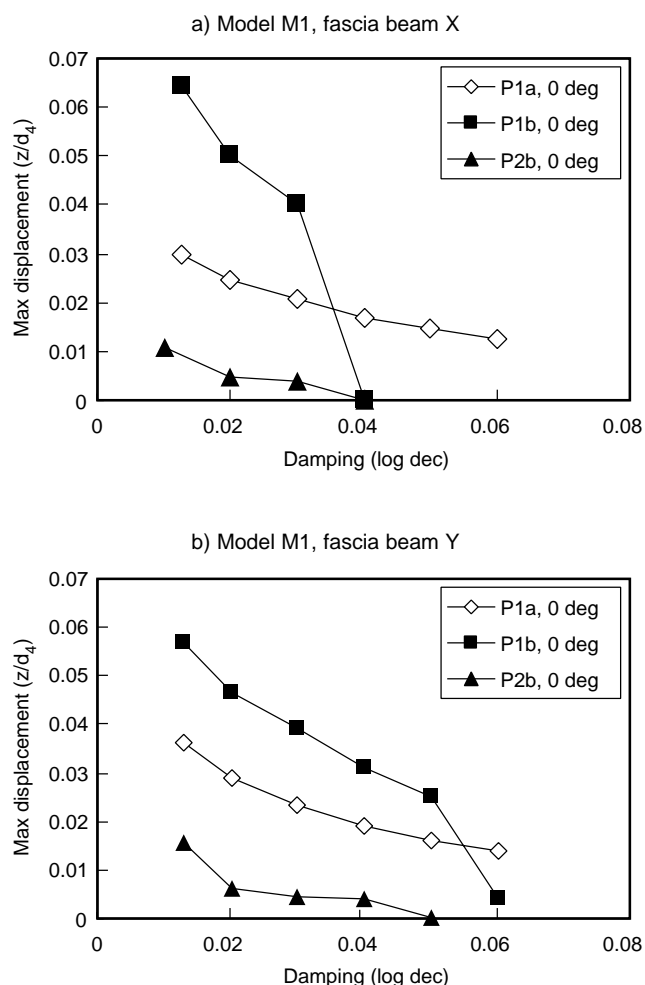 a) Model M1, fascia beam X
0.07
0.06
0.05
0.04
0.03
0.02
0.01
0
Max displacement (z/d4)
P1a, 0 deg
P1b, 0 deg
P2b, 0 deg
0 0.02 0.04 0.06 0.08
Damping (log dec)
b) Model M1, fascia beam Y
0.07
0.06
0.05
0.04
0.03
0.02
0.01
0
Max displacement (z/d4)
P1a, 0 deg
P1b, 0 deg
P2b, 0 deg
0 0.02 0.04 0.06 0.08
Damping (log dec)